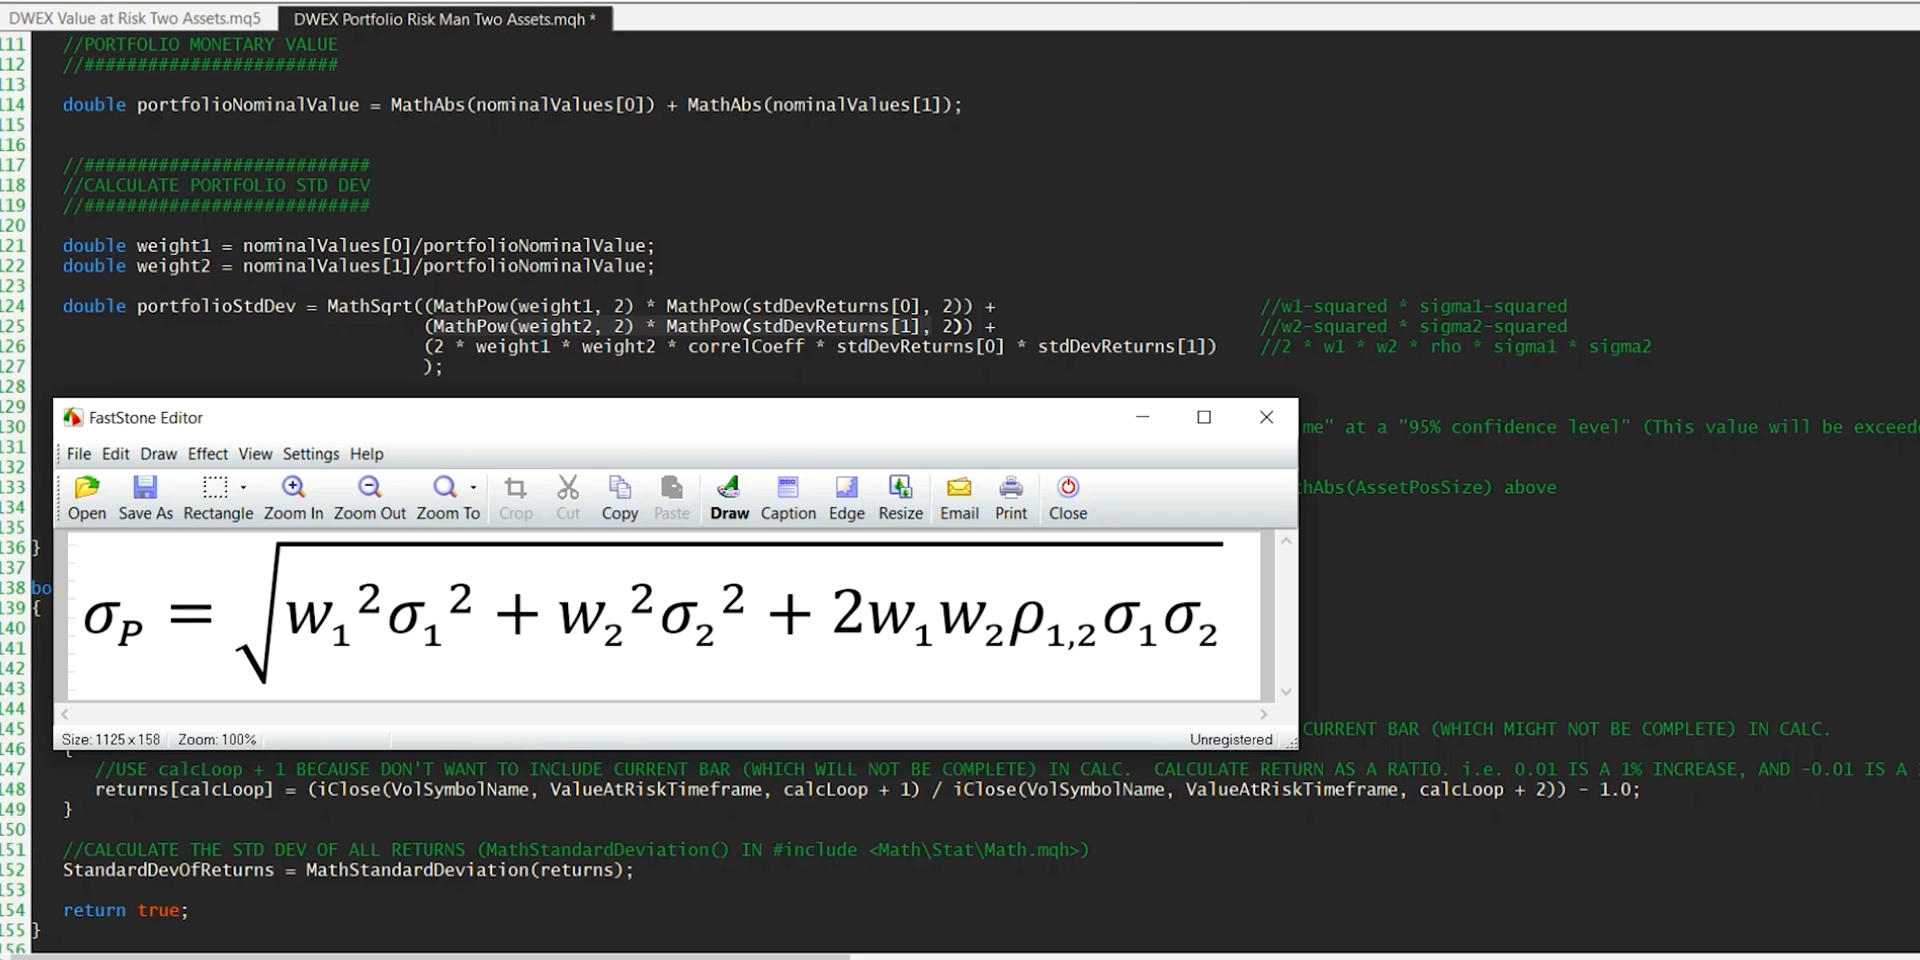 DWEX Value at Risk Two Assets.mq5 DWEX Portfolio Risk Man Two Assets.mqh *
111 //PORTFOLIO MONETARY VALUE
112 //########################
113
114 double portfolioNominalValue = MathAbs(nominalValues[0]) + MathAbs(nominalValues[1]);
115
116
117 //###########################
118 //CALCULATE PORTFOLIO STD DEV
119 //###########################
120
121 double weight1 = nominalValues[0]/portfolioNominalValue;
122 double weight2 = nominalValues[1]/portfolioNominalValue;
123
124 double portfolioStdDev = MathSqrt((MathPow(weight1, 2) * MathPow(stdDevReturns[0], 2)) + //w1-squared * sigma1-squared
125 (MathPow(weight2, 2) * MathPow(stdDevReturns[1], 2)) + //w2-squared * sigma2-squared
126 (2 * weight1 * weight2 * correlCoeff * stdDevReturns[0] * stdDevReturns[1]) //2 * w1 * w2 * rho * sigma1 * sigma2
127 );
128
129
130 me" at a "95% confidence level" (This value will be exceede
131
132
133 hAbs(AssetPosSize) above
134
135
136 }
137
138 bo
139 {
140
141
142
143
144
145 CURRENT BAR (WHICH MIGHT NOT BE COMPLETE) IN CALC.
146 {
147 //USE calcLoop + 1 BECAUSE DON'T WANT TO INCLUDE CURRENT BAR (WHICH WILL NOT BE COMPLETE) IN CALC. CALCULATE RETURN AS A RATIO. i.e. 0.01 IS A 1% INCREASE, AND -0.01 IS A
148 returns[calcLoop] = (iClose(VolSymbolName, ValueAtRiskTimeframe, calcLoop + 1) / iClose(VolSymbolName, ValueAtRiskTimeframe, calcLoop + 2)) - 1.0;
149 }
150
151 //CALCULATE THE STD DEV OF ALL RETURNS (MathStandardDeviation() IN #include <Math\Stat\Math.mqh>)
152 StandardDevOfReturns = MathStandardDeviation(returns);
153
154 return true;
155 }
156
FastStone Editor
File Edit Draw Effect View Settings Help
Open Save As Rectangle Zoom In Zoom Out Zoom To Crop Cut Copy Paste Draw Caption Edge Resize Email Print Close
σ_P = √(w₁²σ₁² + w₂²σ₂² + 2w₁w₂ρ₁,₂σ₁σ₂)
Size: 1125 x 158 Zoom: 100% Unregistered